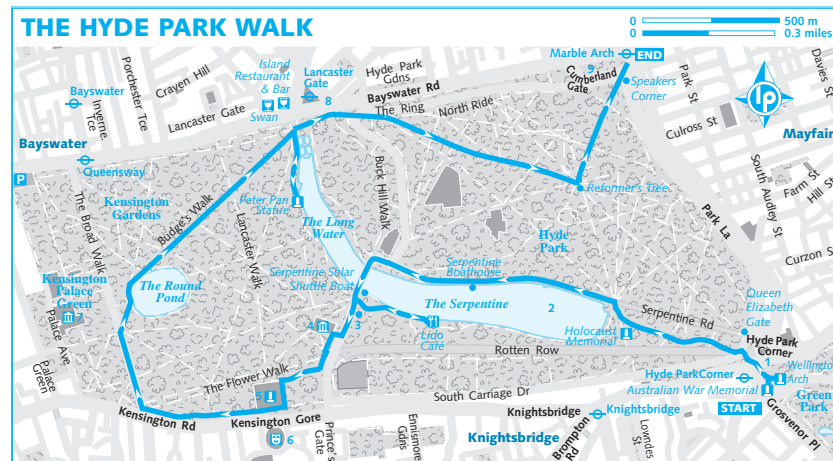 THE HYDE PARK WALK
0 500 m
0 0.3 miles
Marble Arch
END
9
Cumberland
Gate
Speakers
Corner
Park St
Davies St
Culross St
lp
Mayfair
South Audley St
Farm St
Hill St
Curzon St
Park La
Island
Restaurant
& Bar
Swan
Lancaster
Gate
8
Hyde Park
Gdns
Bayswater Rd
The Ring
North Ride
Porchester Tce
Craven Hill
Bayswater
Inverne
Tce
Lancaster Gate
Bayswater
Queensway
P
Kensington
Gardens
The Broad Walk
Budge's Walk
Lancaster Walk
Buck Hill Walk
Peter Pan
Statue
The Long
Water
Reformer's Tree
Hyde
Park
Kensington
Palace
Green
7
Palace Ave
Palace
Green
The Round
Pond
Serpentine Solar
Shuttle Boat
Serpentine
Boathouse
The Serpentine
2
4
3
Lido
Café
Holocaust
Memorial
Serpentine Rd
Queen
Elizabeth
Gate
Hyde Park
Corner
1
Wellington
Arch
Rotten Row
The Flower Walk
5
Hyde ParkCorner
Australian War Memorial
Green
Park
START
Grosvenor Pl
South Carriage Dr
Kensington Rd
Kensington Gore
6
Prince's
Gate
Ennismore
Gdns
Knightsbridge
Knightsbridge
Knightsbridge
Brompton
Rd
Lowndes
St